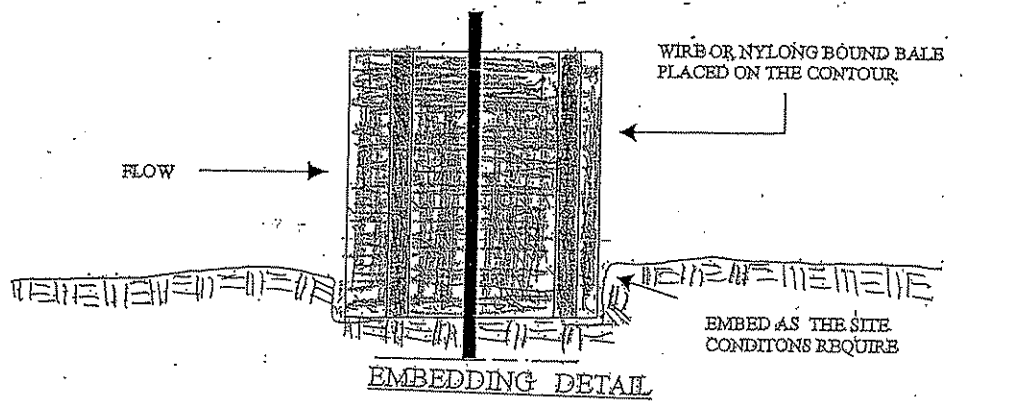 WIRE OR NYLONG BOUND BALE
PLACED ON THE CONTOUR
FLOW
EMBED AS THE SITE
CONDITONS REQUIRE
EMBEDDING DETAIL